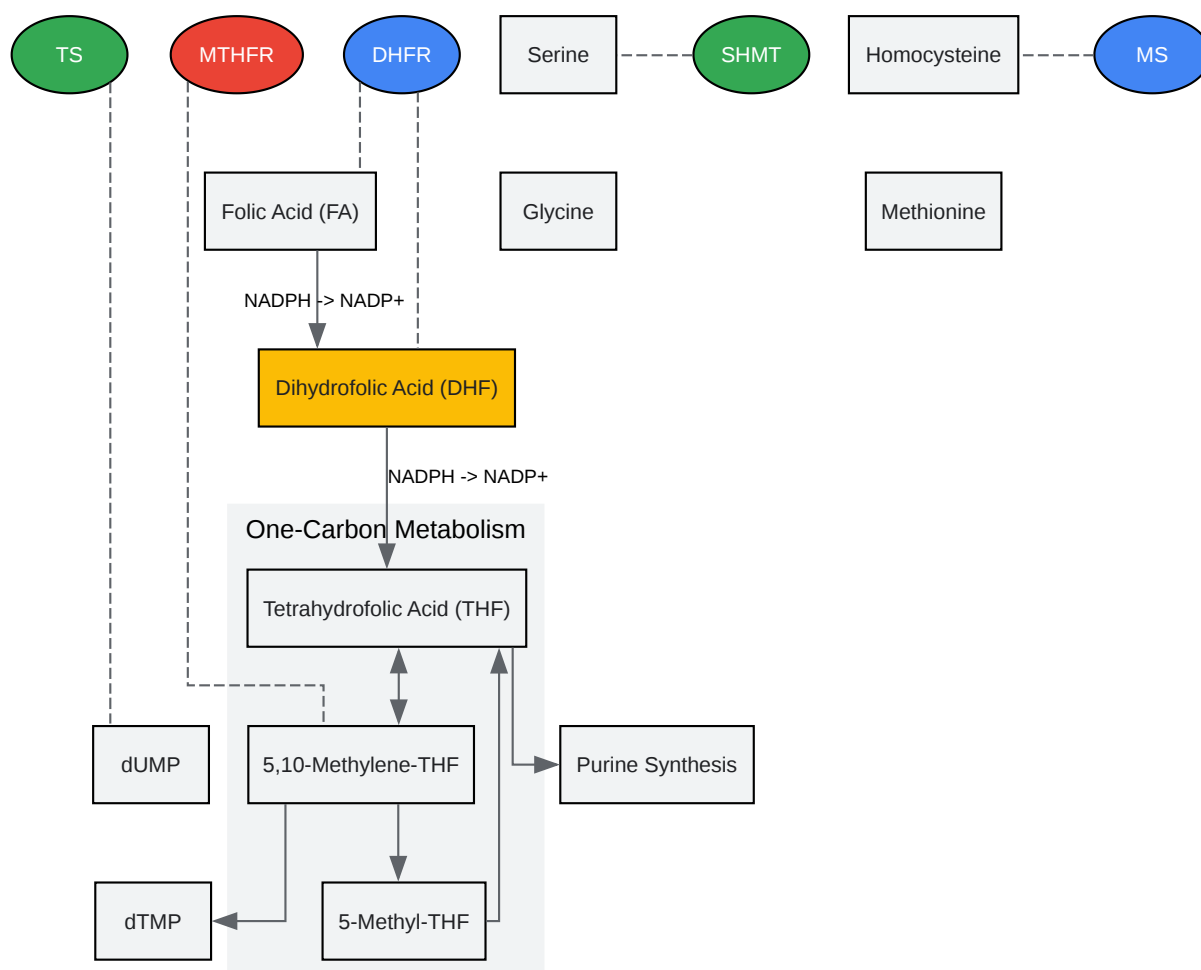 TS
MTHFR
DHFR
Serine
SHMT
Homocysteine
MS
Folic Acid (FA)
Glycine
Methionine
NADPH -> NADP+
Dihydrofolic Acid (DHF)
NADPH -> NADP+
One-Carbon Metabolism
Tetrahydrofolic Acid (THF)
dUMP
5,10-Methylene-THF
Purine Synthesis
dTMP
5-Methyl-THF